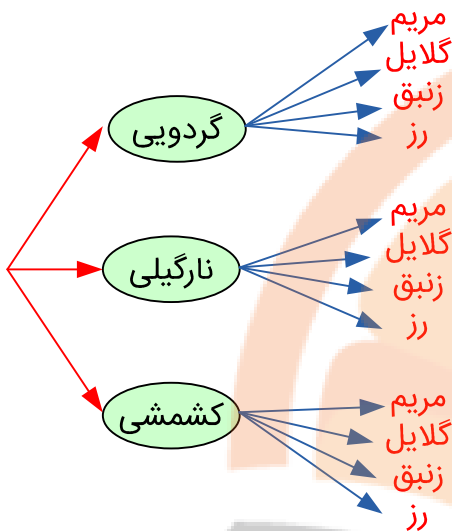 مریم
گلایل
زنبق
رز
گردویی
مریم
گلایل
زنبق
رز
نارگیلی
مریم
گلایل
زنبق
رز
کشمشی